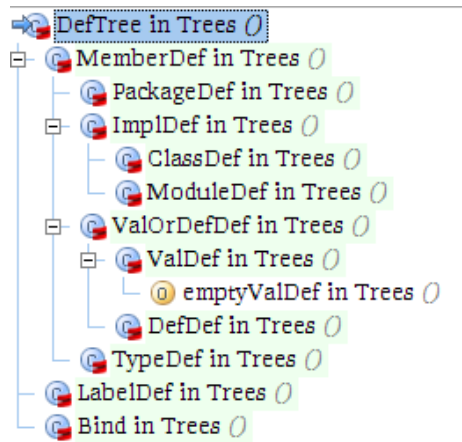 DefTree in Trees ()
MemberDef in Trees ()
PackageDef in Trees ()
ImplDef in Trees ()
ClassDef in Trees ()
ModuleDef in Trees ()
ValOrDefDef in Trees ()
ValDef in Trees ()
emptyValDef in Trees ()
DefDef in Trees ()
TypeDef in Trees ()
LabelDef in Trees ()
Bind in Trees ()